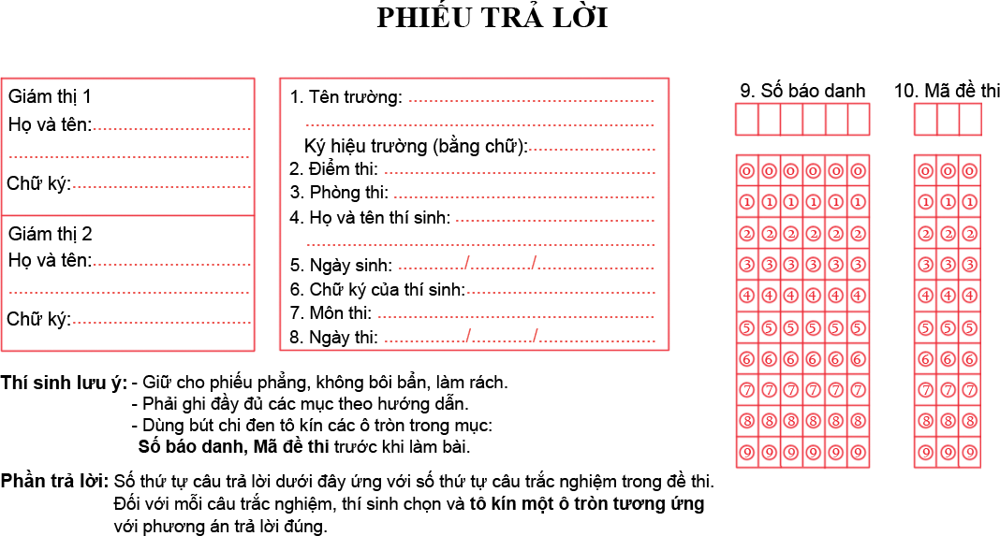 PHIẾU TRẢ LỜI
Giám thị 1
Họ và tên:
Chữ ký:
Giám thị 2
Họ và tên:
Chữ ký:
1. Tên trường:
Ký hiệu trường (bằng chữ):
2. Điểm thi:
3. Phòng thi:
4. Họ và tên thí sinh:
5. Ngày sinh: / /
6. Chữ ký của thí sinh:
7. Môn thi:
8. Ngày thi: / /
9. Số báo danh
0 0 0 0 0 0
1 1 1 1 1 1
2 2 2 2 2 2
3 3 3 3 3 3
4 4 4 4 4 4
5 5 5 5 5 5
6 6 6 6 6 6
7 7 7 7 7 7
8 8 8 8 8 8
9 9 9 9 9 9
10. Mã đề thi
0 0 0
1 1 1
2 2 2
3 3 3
4 4 4
5 5 5
6 6 6
7 7 7
8 8 8
9 9 9
Thí sinh lưu ý: - Giữ cho phiếu phẳng, không bôi bẩn, làm rách.
- Phải ghi đầy đủ các mục theo hướng dẫn.
- Dùng bút chi đen tô kín các ô tròn trong mục:
Số báo danh, Mã đề thi trước khi làm bài.
Phần trả lời: Số thứ tự câu trả lời dưới đây ứng với số thứ tự câu trắc nghiệm trong đề thi.
Đối với mỗi câu trắc nghiệm, thí sinh chọn và tô kín một ô tròn tương ứng
với phương án trả lời đúng.